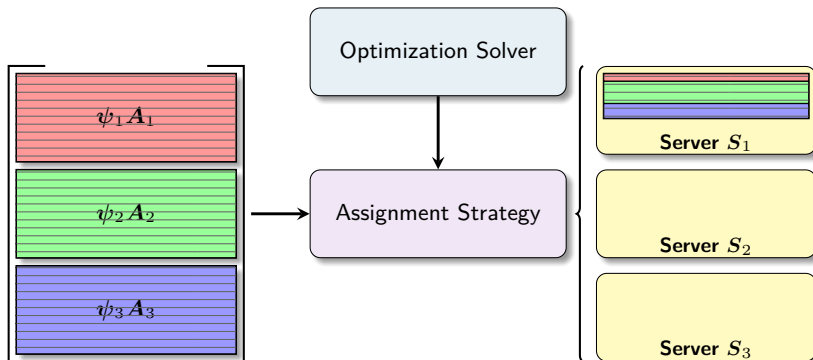 Optimization Solver
ψ₁A₁
Server S₁
ψ₂A₂
Assignment Strategy
Server S₂
ψ₃A₃
Server S₃